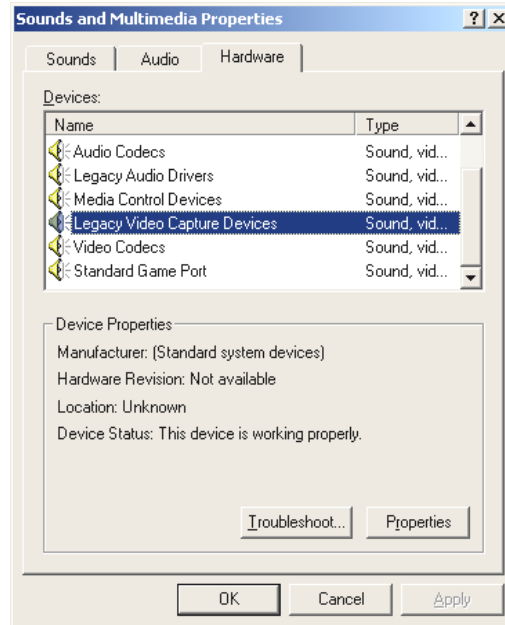 Sounds and Multimedia Properties
Sounds Audio Hardware
Devices:
Name Type
Audio Codecs Sound, vid...
Legacy Audio Drivers Sound, vid...
Media Control Devices Sound, vid...
Legacy Video Capture Devices Sound, vid...
Video Codecs Sound, vid...
Standard Game Port Sound, vid...
Device Properties
Manufacturer: (Standard system devices)
Hardware Revision: Not available
Location: Unknown
Device Status: This device is working properly.
Troubleshoot... Properties
OK Cancel Apply